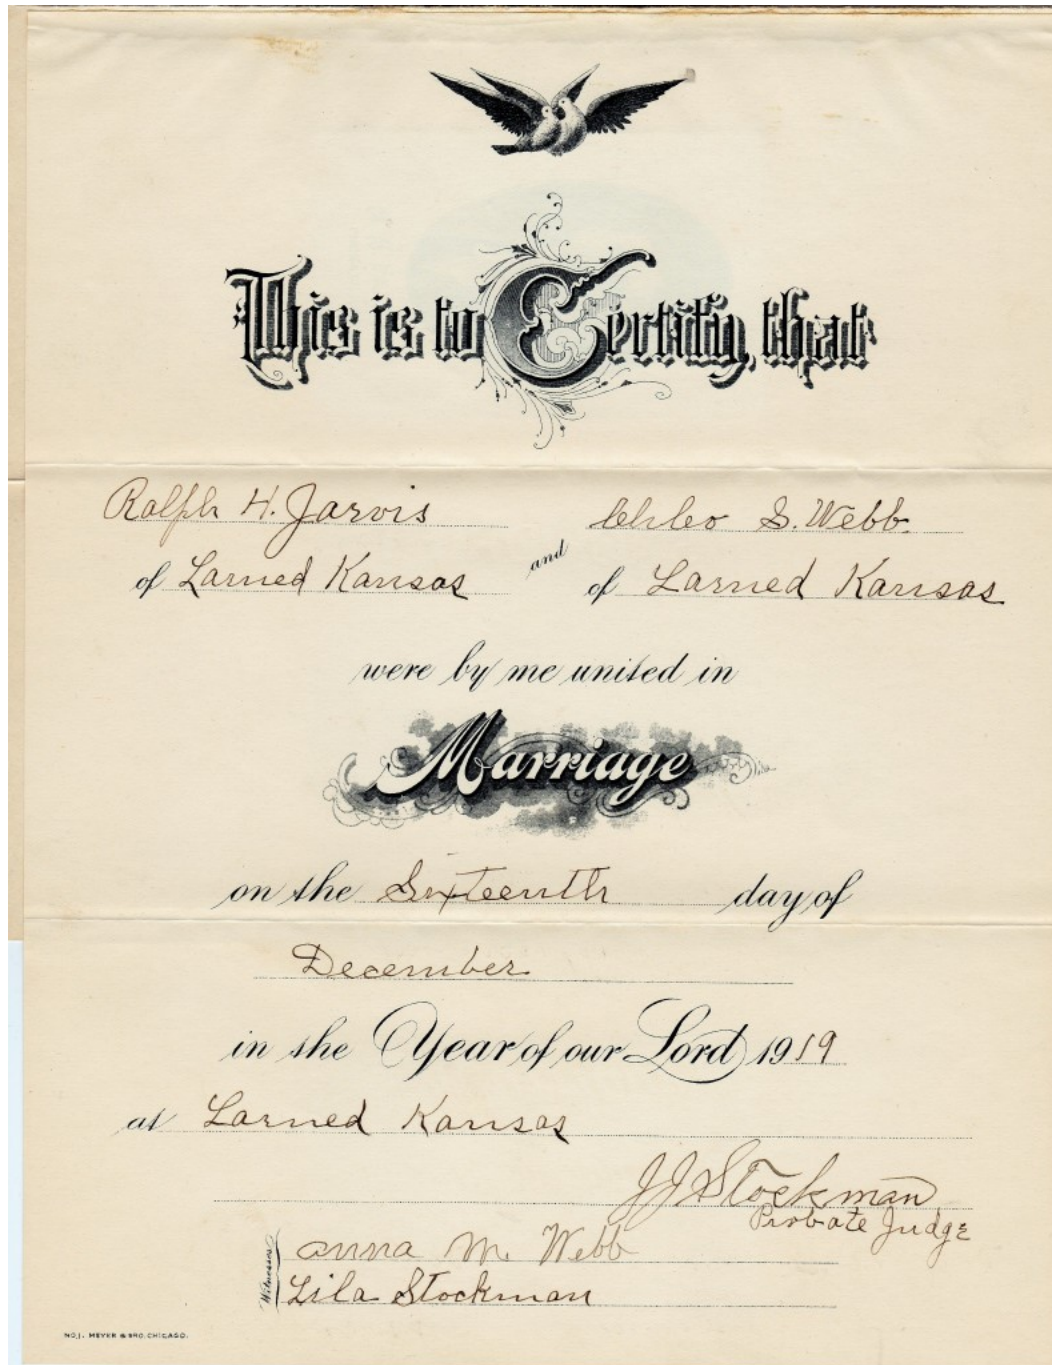 This is to Certify, that
Ralph H. Jarvis
of Larned Kansas
and
S. Webb
of Larned Kansas
were by me united in
Marriage
on the Sixteenth day of
December
in the Year of our Lord 1919
at Larned Kansas
J J Stockman
Probate Judge
Witnesses
Anna M. Webb
Lila Stockman
NO.1. MEYER & BRO. CHICAGO.